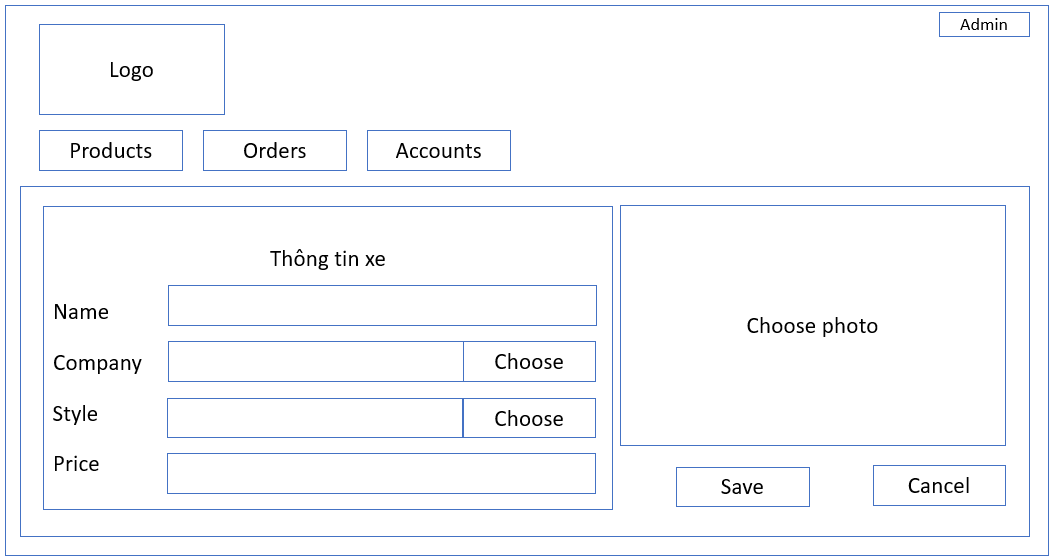 Admin
Logo
Products
Orders
Accounts
Thông tin xe
Name
Company
Choose
Style
Choose
Price
Choose photo
Save
Cancel